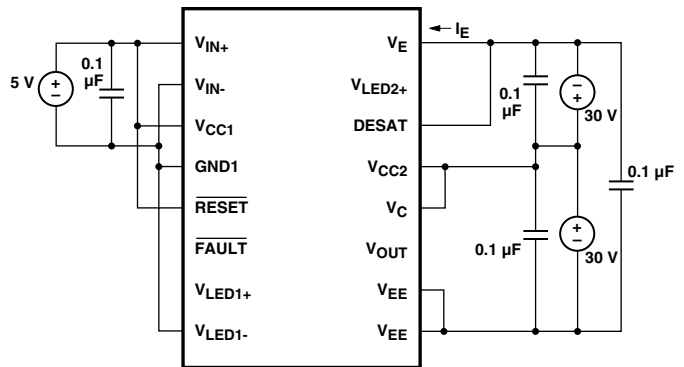 I_E
V_IN+
V_E
0.1 µF
5 V
V_IN-
V_LED2+
0.1 µF
30 V
V_CC1
DESAT
GND1
V_CC2
0.1 µF
RESET
V_C
FAULT
V_OUT
0.1 µF
30 V
V_LED1+
V_EE
V_LED1-
V_EE